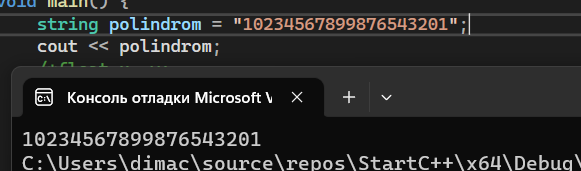 void main() {
string polindrom = "10234567899876543201";
cout << polindrom;
Консоль отладки Microsoft V
10234567899876543201
C:\Users\dimac\source\repos\StartC++\x64\Debug\